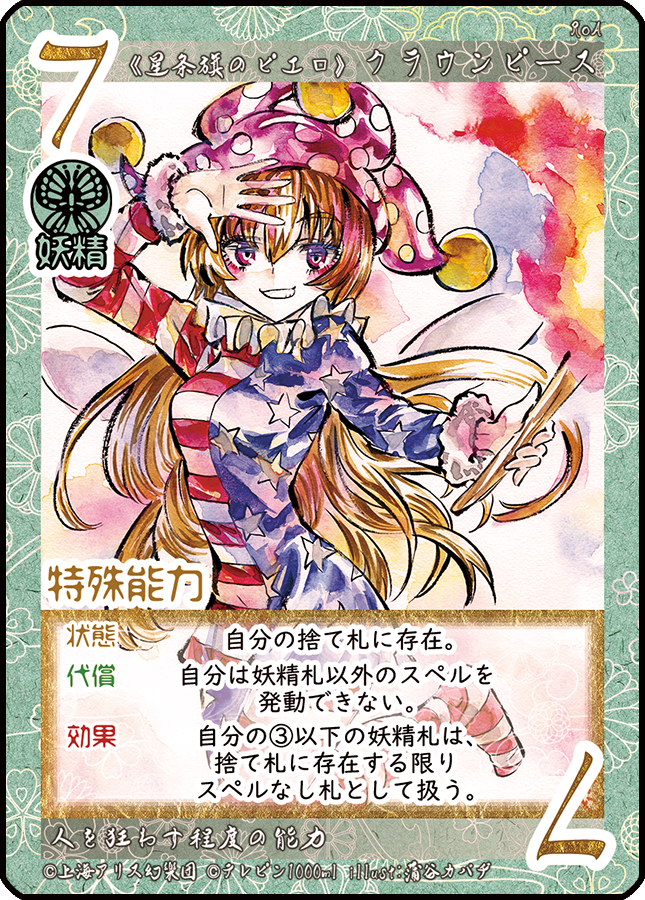 7
《星条旗のピエロ》 クラウンピース
妖精
特殊能力
状態 自分の捨て札に存在。
代償 自分は妖精札以外のスペルを
発動できない。
効果 自分の③以下の妖精札は、
捨て札に存在する限り
スペルなし札として扱う。
人を狂わす程度の能力
©上海アリス幻樂団 ©テレピン1000ml illust:蒲谷カバヂ
7